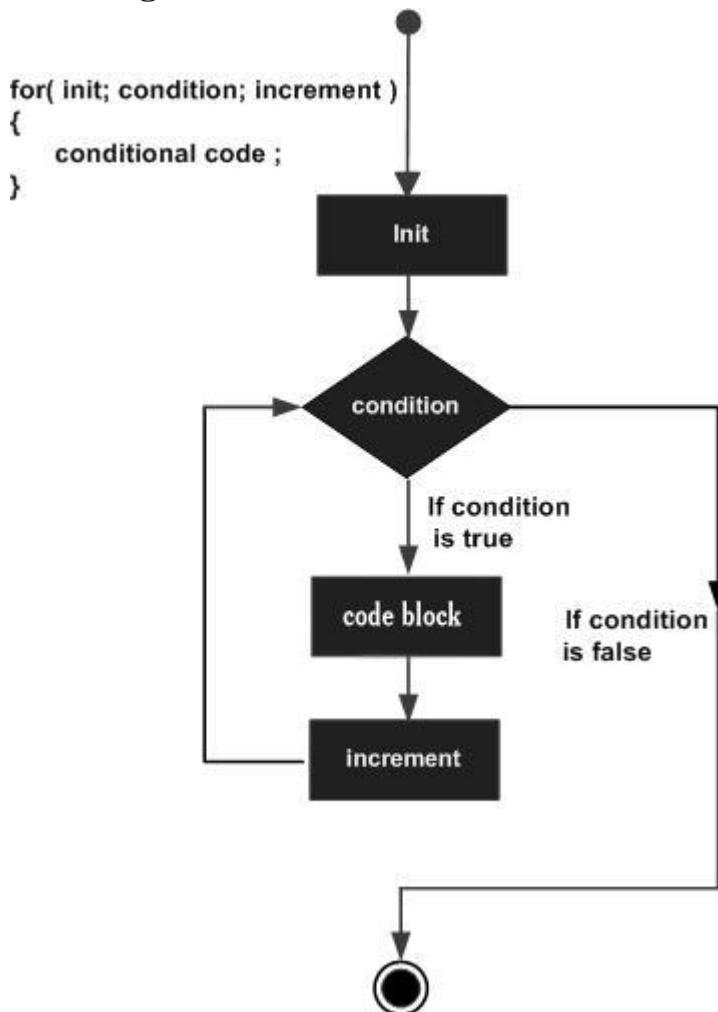 for( init; condition; increment )
{
conditional code ;
}
Init
condition
If condition
is true
code block
If condition
is false
increment